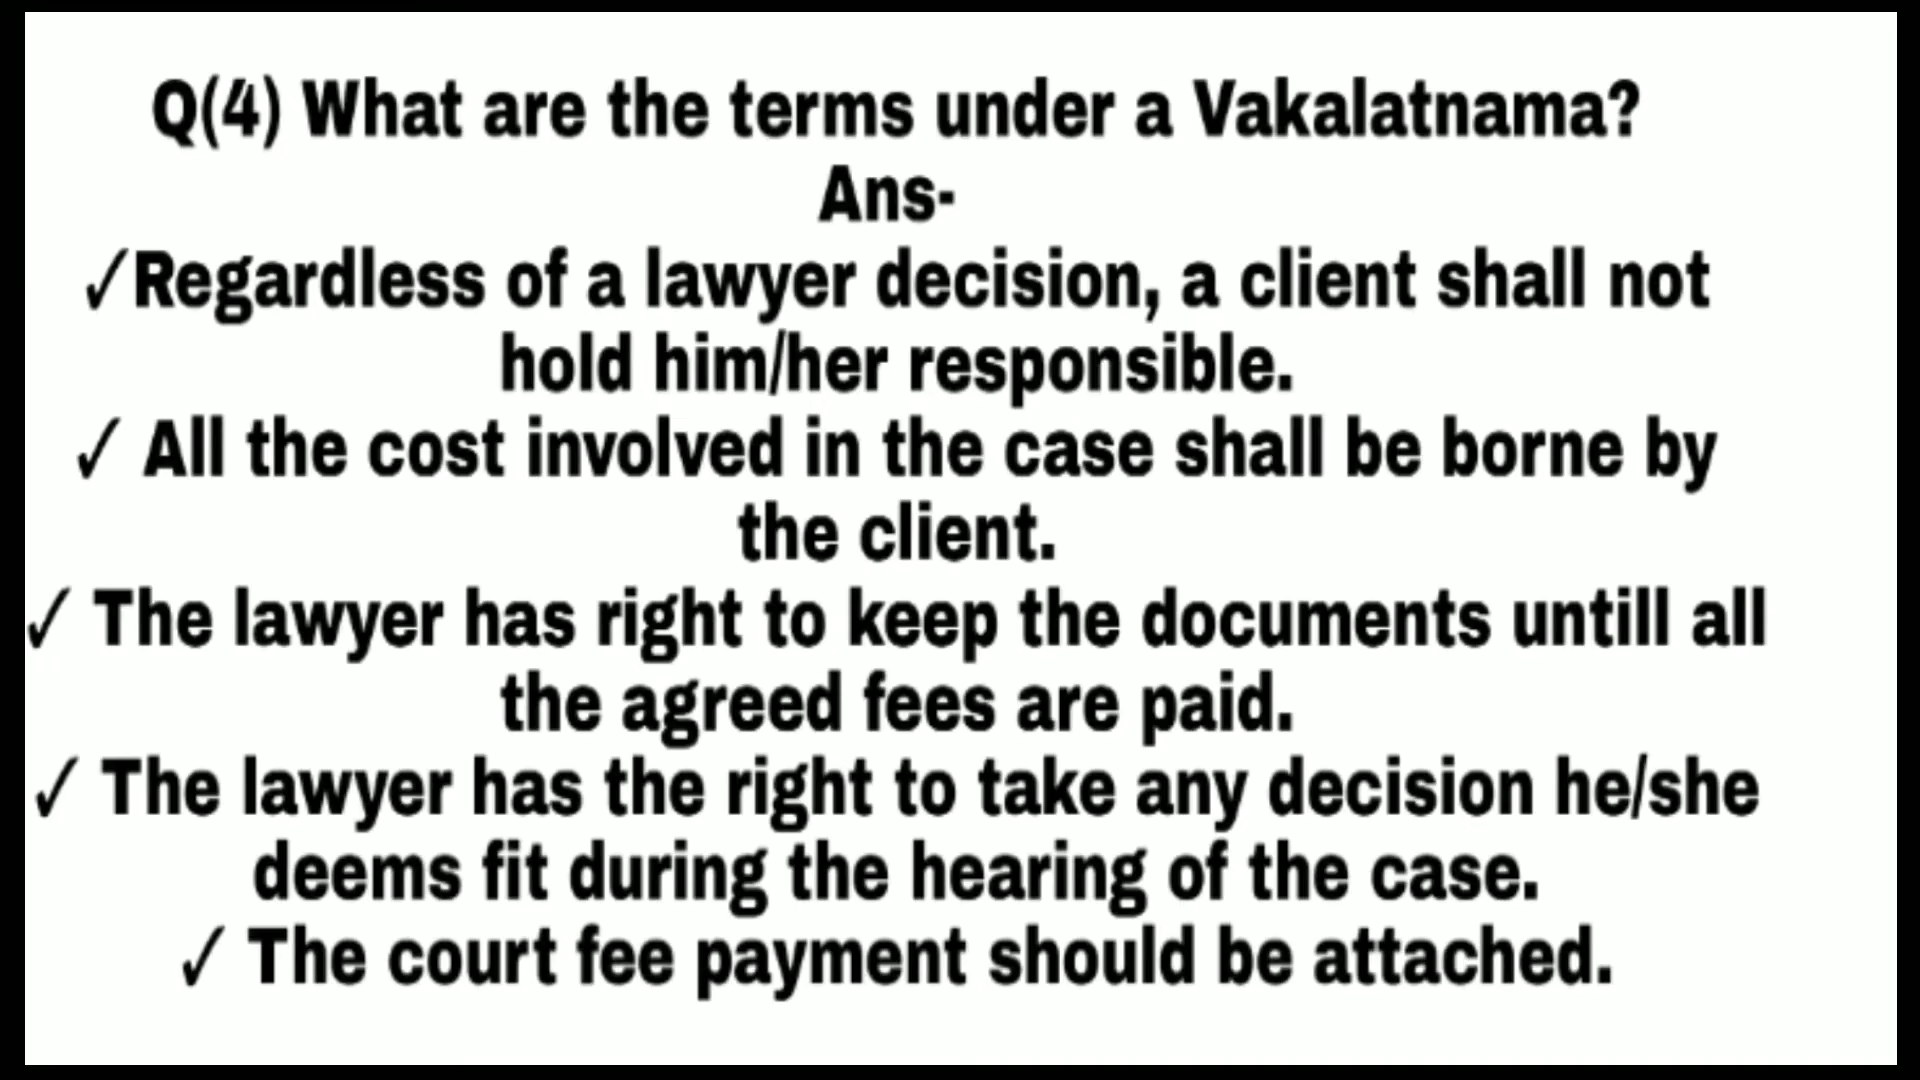 Q(4) What are the terms under a Vakalatnama?
Ans-
✓Regardless of a lawyer decision, a client shall not
hold him/her responsible.
✓ All the cost involved in the case shall be borne by
the client.
✓ The lawyer has right to keep the documents untill all
the agreed fees are paid.
✓ The lawyer has the right to take any decision he/she
deems fit during the hearing of the case.
✓ The court fee payment should be attached.